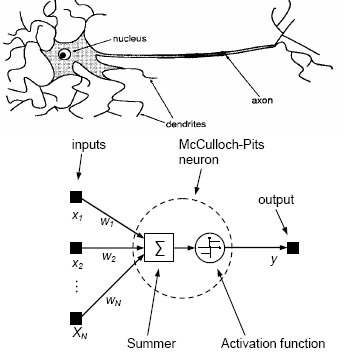 nucleus
axon
dendrites
inputs
McCulloch-Pits
neuron
output
x1
w1
x2
w2
Σ
y
⋮
wN
XN
Summer
Activation function